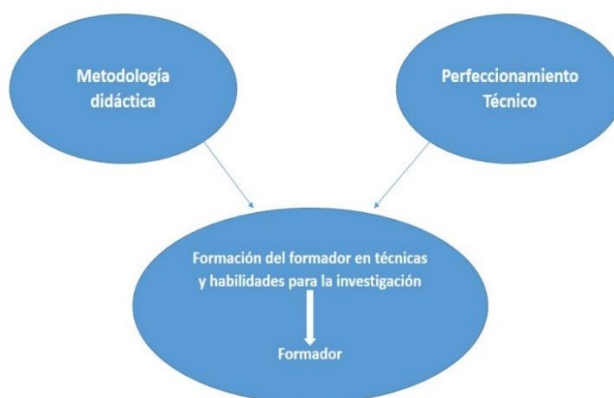 Metodología
didáctica
Perfeccionamiento
Técnico
Formación del formador en técnicas
y habilidades para la investigación
Formador